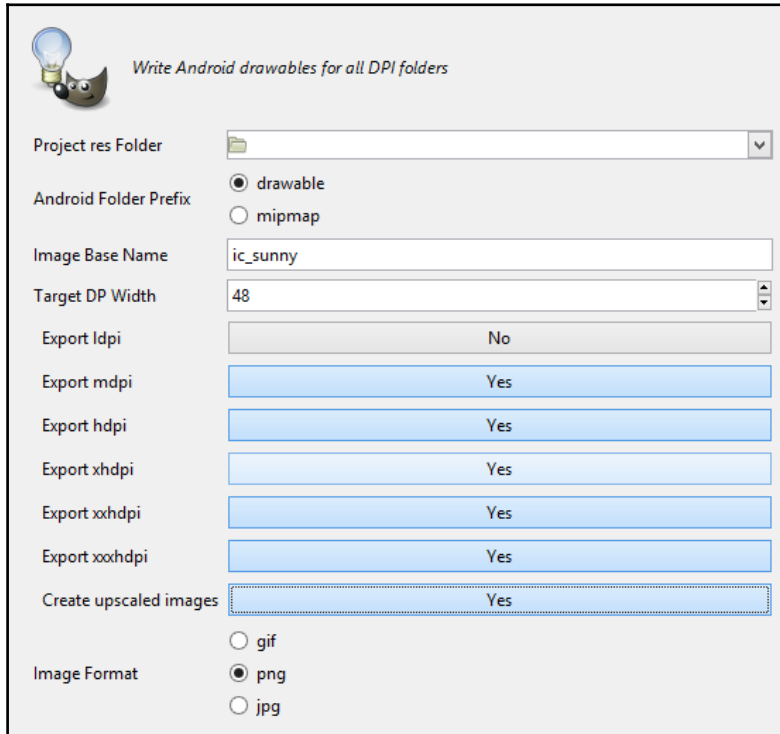 Write Android drawables for all DPI folders
Project res Folder
Android Folder Prefix
drawable
mipmap
Image Base Name
ic_sunny
Target DP Width
48
Export ldpi
No
Export mdpi
Yes
Export hdpi
Yes
Export xhdpi
Yes
Export xxhdpi
Yes
Export xxxhdpi
Yes
Create upscaled images
Yes
Image Format
gif
png
jpg